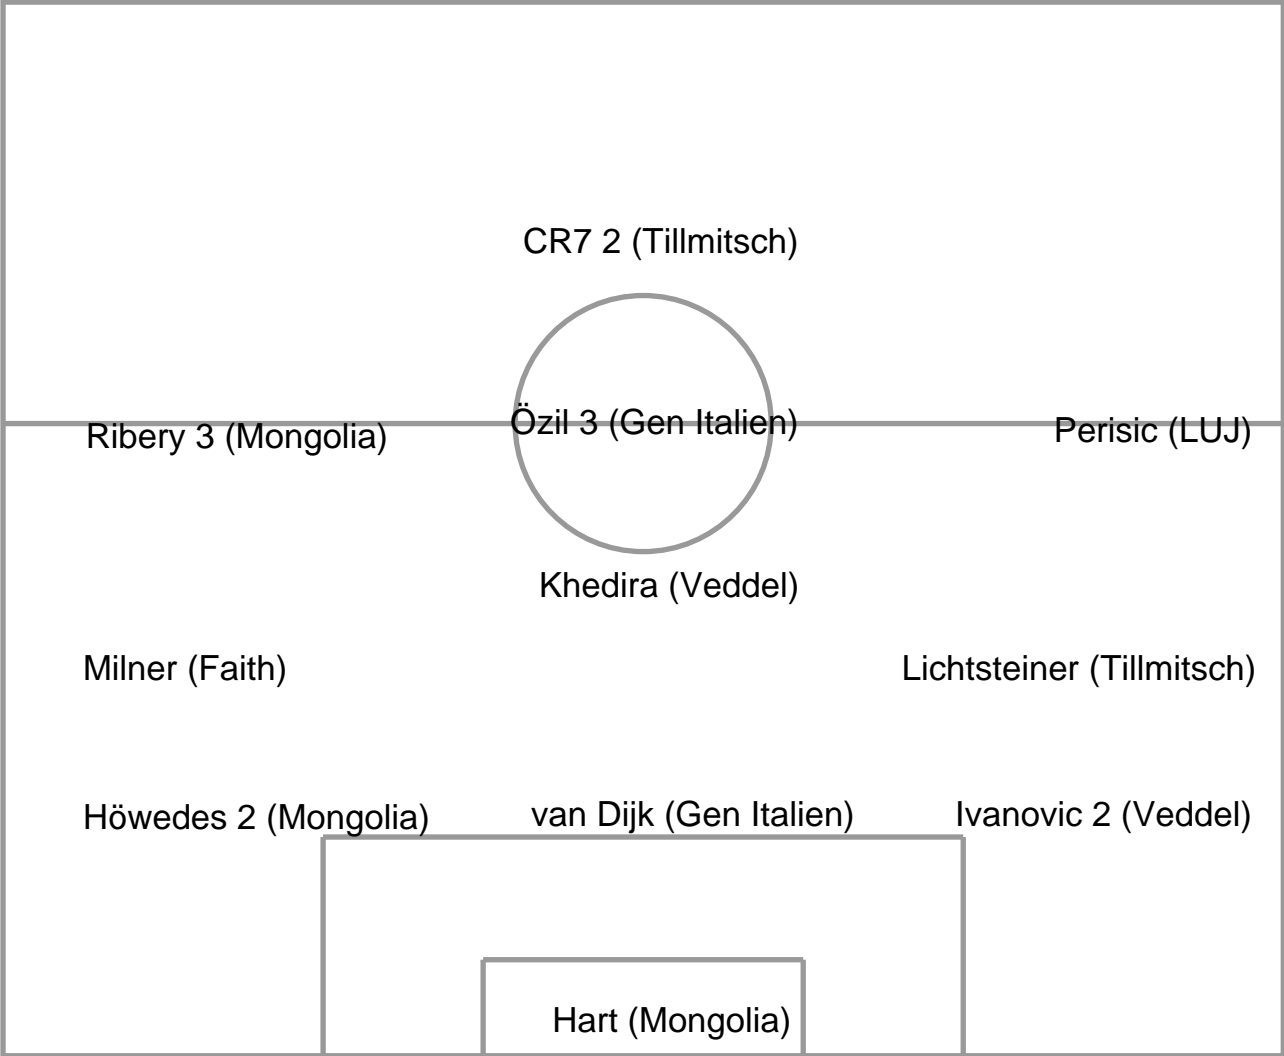 CR7 2 (Tillmitsch)
Ribery 3 (Mongolia)
Özil 3 (Gen Italien)
Perisic (LUJ)
Khedira (Veddel)
Milner (Faith)
Lichtsteiner (Tillmitsch)
Höwedes 2 (Mongolia)
van Dijk (Gen Italien)
Ivanovic 2 (Veddel)
Hart (Mongolia)